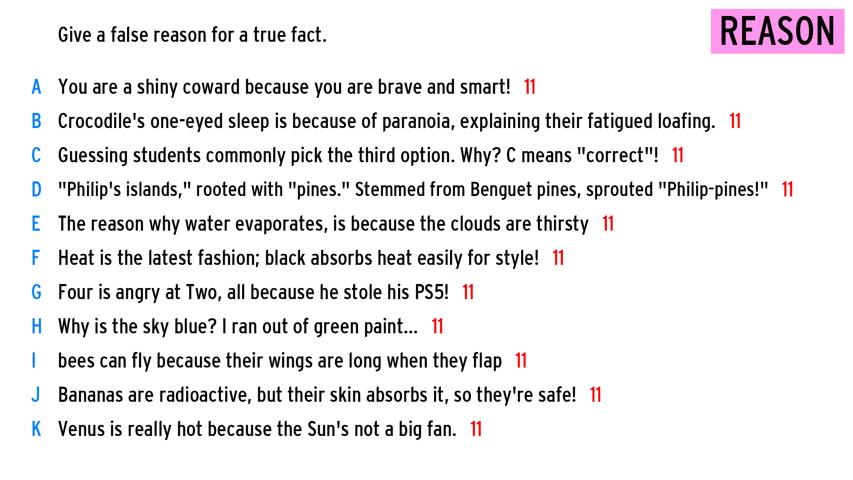 Give a false reason for a true fact.
REASON
A You are a shiny coward because you are brave and smart! 11
B Crocodile's one-eyed sleep is because of paranoia, explaining their fatigued loafing. 11
C Guessing students commonly pick the third option. Why? C means "correct"! 11
D "Philip's islands," rooted with "pines." Stemmed from Benguet pines, sprouted "Philip-pines!" 11
E The reason why water evaporates, is because the clouds are thirsty 11
F Heat is the latest fashion; black absorbs heat easily for style! 11
G Four is angry at Two, all because he stole his PS5! 11
H Why is the sky blue? I ran out of green paint... 11
I bees can fly because their wings are long when they flap 11
J Bananas are radioactive, but their skin absorbs it, so they're safe! 11
K Venus is really hot because the Sun's not a big fan. 11